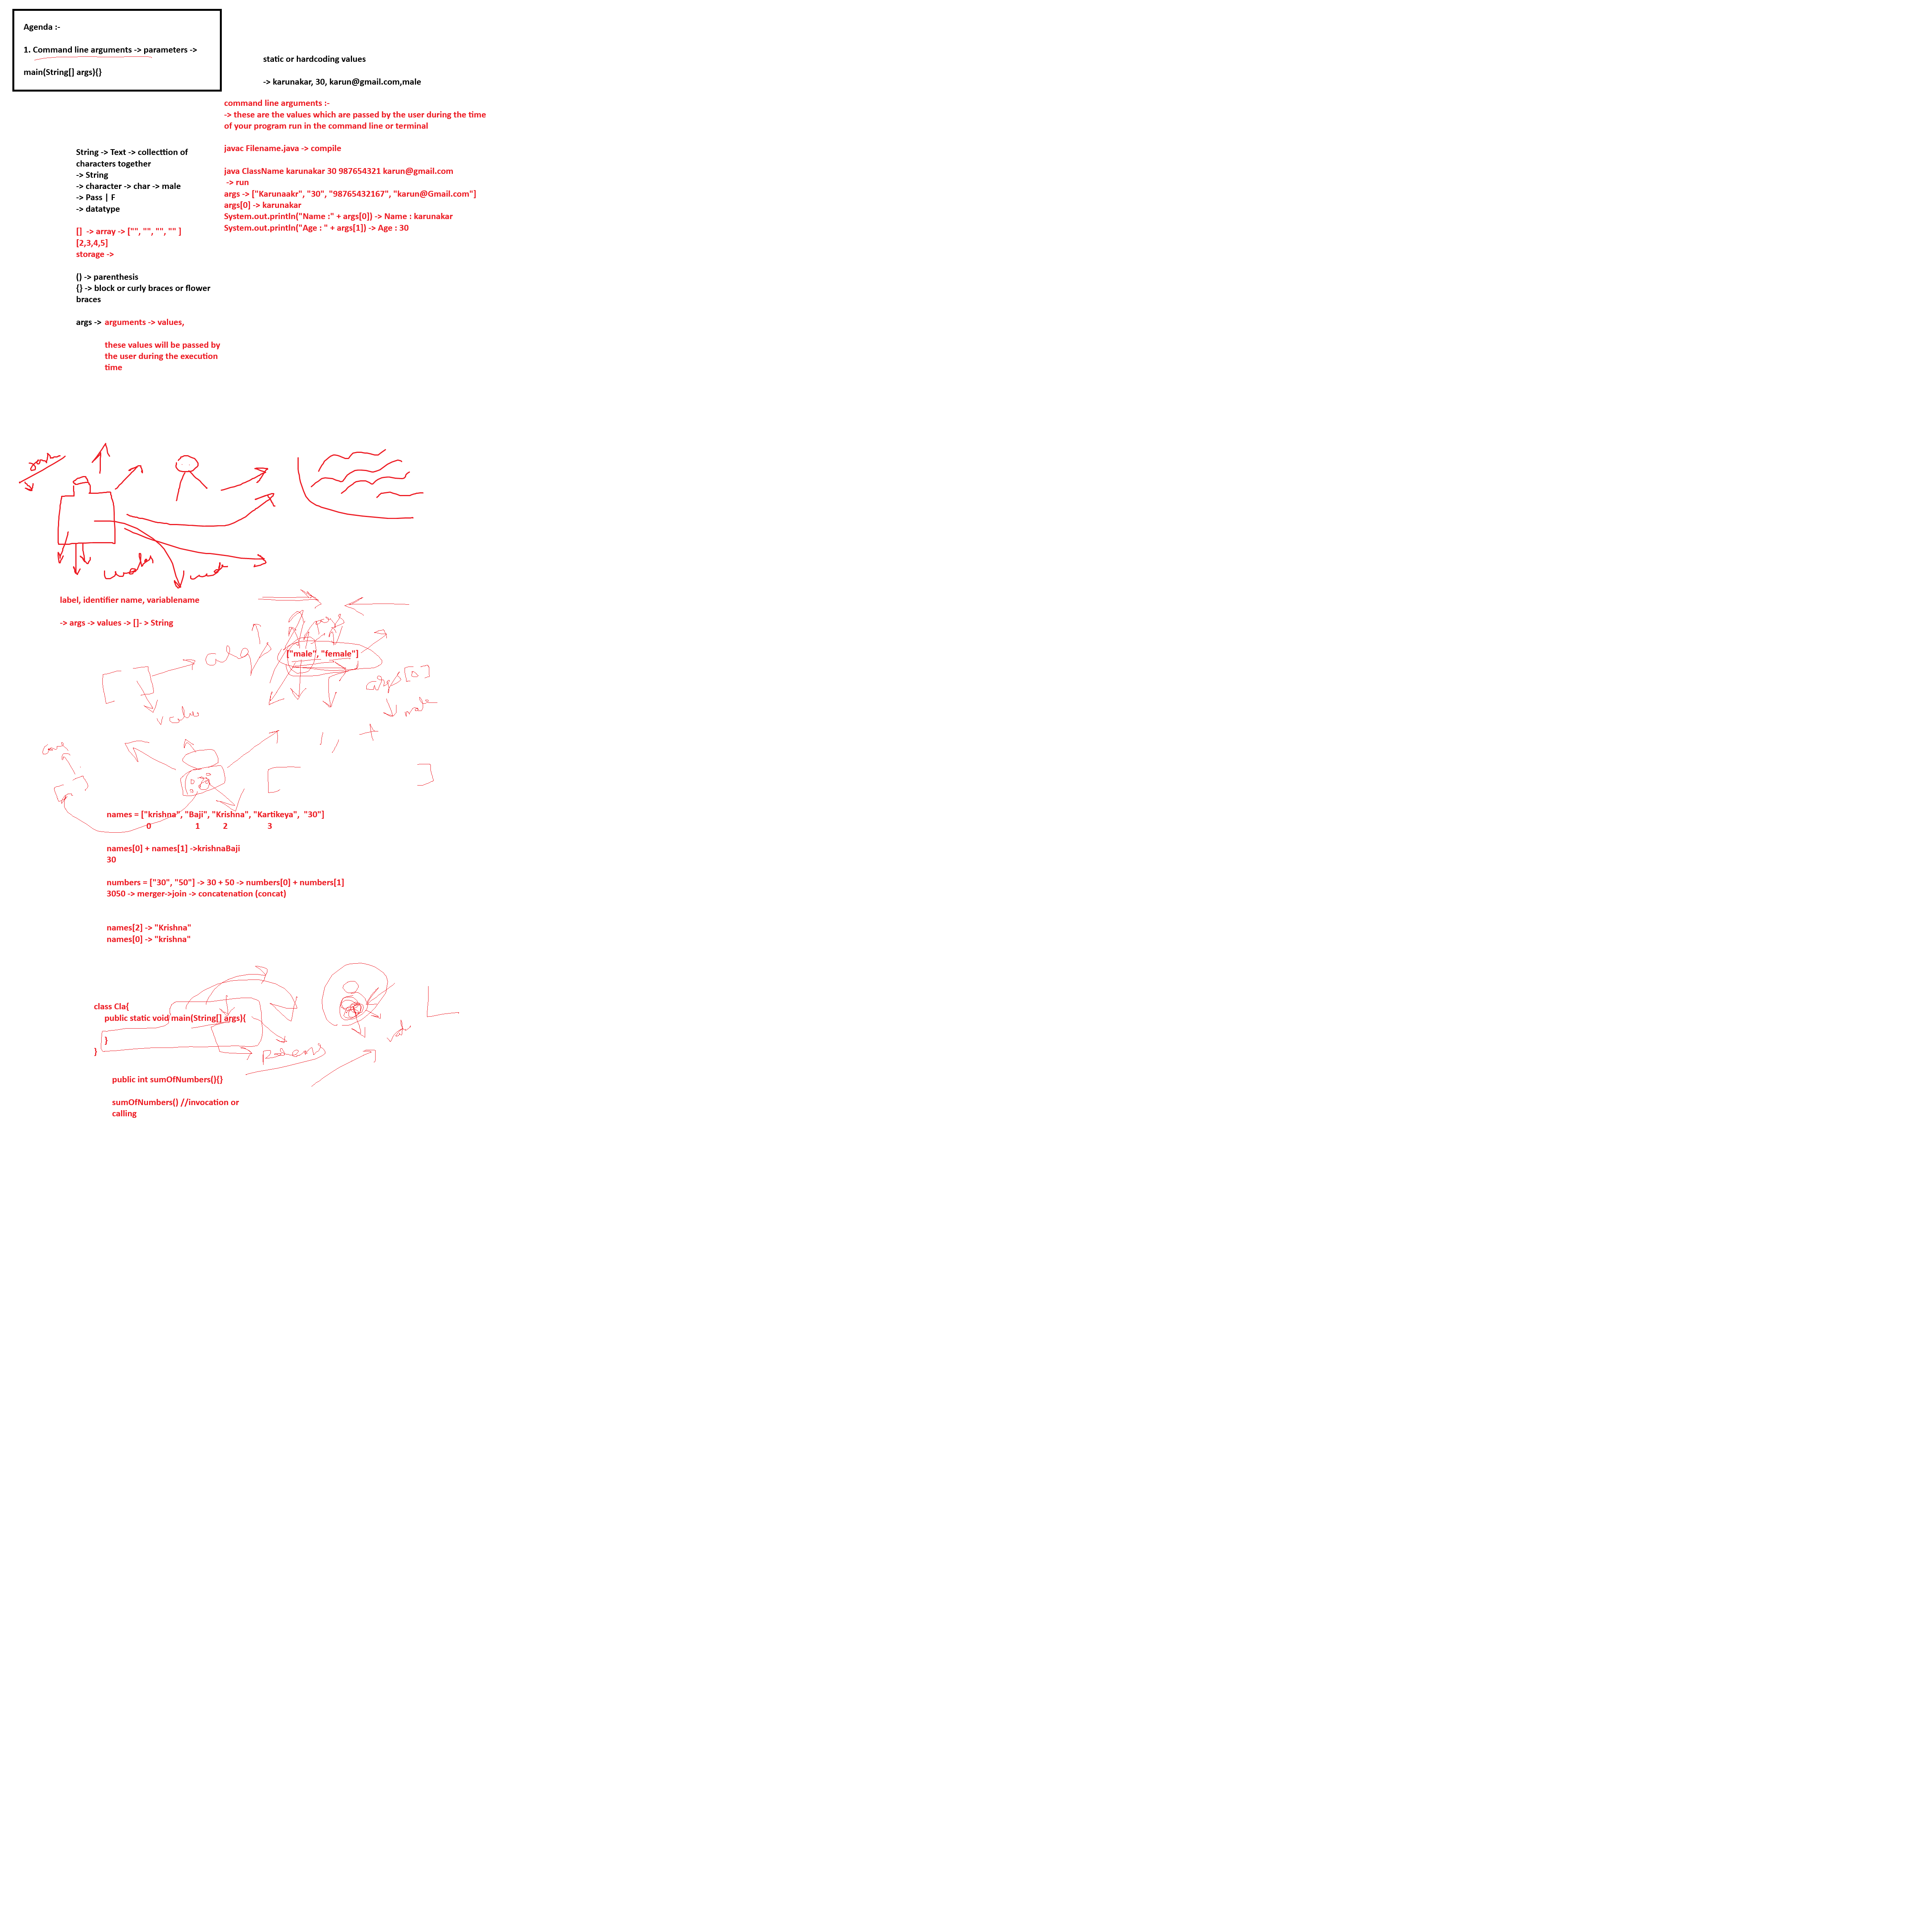 Agenda :-
1. Command line arguments -> parameters ->
main(String[] args){}
static or hardcoding values
-> karunakar, 30, karun@gmail.com,male
command line arguments :-
-> these are the values which are passed by the user during the time
of your program run in the command line or terminal
javac Filename.java -> compile
java ClassName karunakar 30 987654321 karun@gmail.com
-> run
args -> ["Karunaakr", "30", "98765432167", "karun@Gmail.com"]
args[0] -> karunakar
System.out.println("Name :" + args[0]) -> Name : karunakar
System.out.println("Age : " + args[1]) -> Age : 30
String -> Text -> collecttion of
characters together
-> String
-> character -> char -> male
-> Pass | F
-> datatype
[] -> array -> ["", "", "", "" ]
[2,3,4,5]
storage ->
() -> parenthesis
{} -> block or curly braces or flower
braces
args -> arguments -> values,
these values will be passed by
the user during the execution
time
water
label, identifier name, variablename
-> args -> values -> []- > String
["male", "female"]
args
args[0]
male
values
names = ["krishna", "Baji", "Krishna", "Kartikeya", "30"]
0 1 2 3
names[0] + names[1] ->krishnaBaji
30
numbers = ["30", "50"] -> 30 + 50 -> numbers[0] + numbers[1]
3050 -> merger->join -> concatenation (concat)
names[2] -> "Krishna"
names[0] -> "krishna"
class Cla{
public static void main(String[] args){
}
}
public int sumOfNumbers(){}
sumOfNumbers() //invocation or
calling